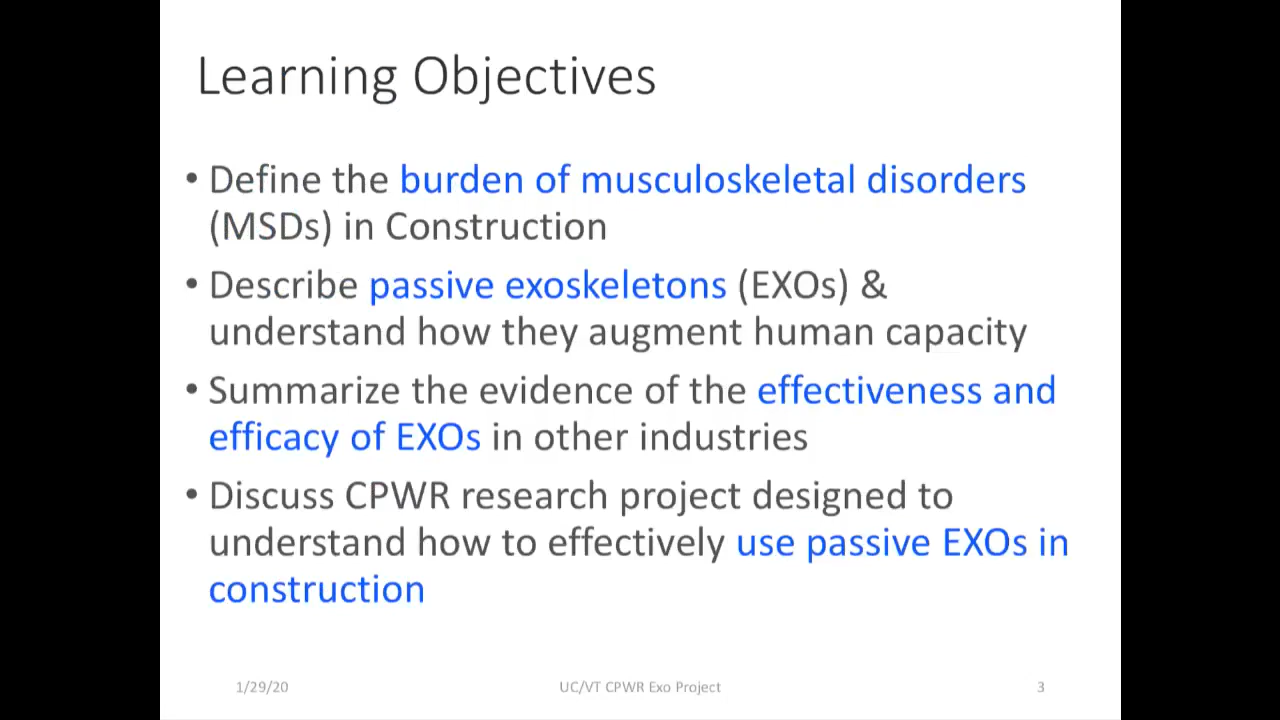 Learning Objectives
• Define the burden of musculoskeletal disorders
(MSDs) in Construction
• Describe passive exoskeletons (EXOs) &
understand how they augment human capacity
• Summarize the evidence of the effectiveness and
efficacy of EXOs in other industries
• Discuss CPWR research project designed to
understand how to effectively use passive EXOs in
construction
1/29/20 UC/VT CPWR Exo Project 3